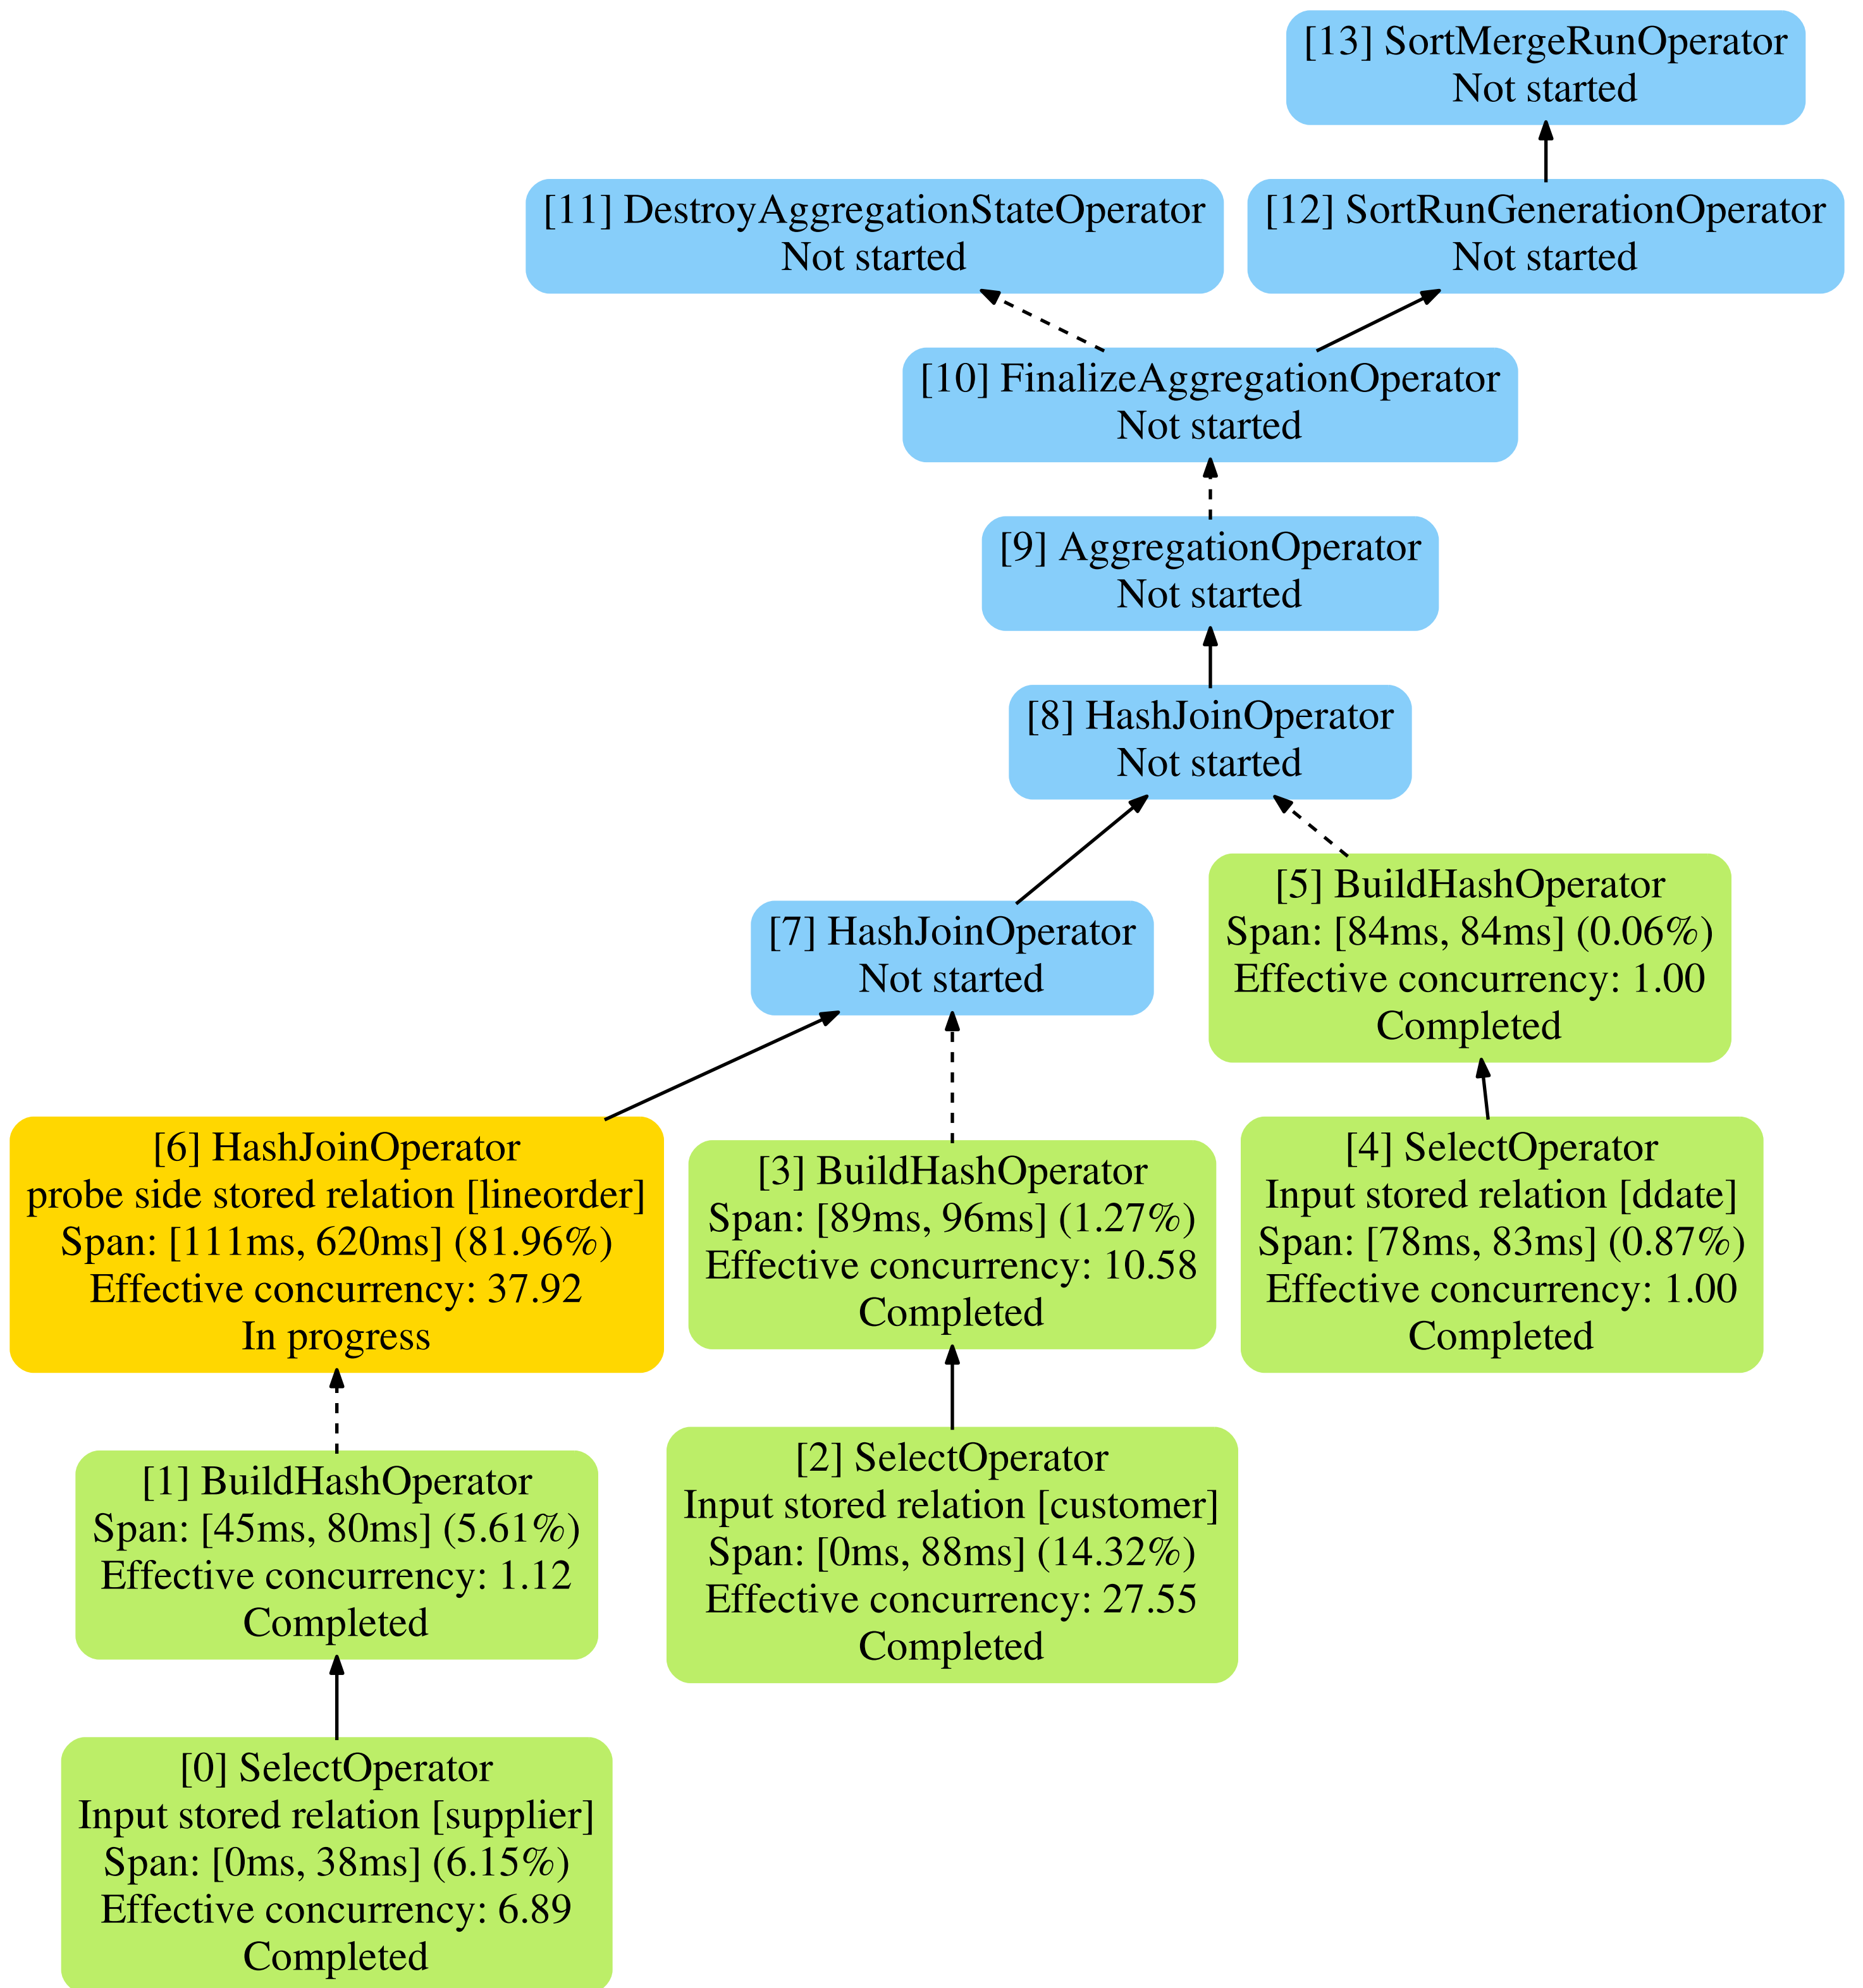 [13] SortMergeRunOperator
Not started
[11] DestroyAggregationStateOperator
Not started
[12] SortRunGenerationOperator
Not started
[10] FinalizeAggregationOperator
Not started
[9] AggregationOperator
Not started
[8] HashJoinOperator
Not started
[5] BuildHashOperator
Span: [84ms, 84ms] (0.06%)
Effective concurrency: 1.00
Completed
[7] HashJoinOperator
Not started
[6] HashJoinOperator
probe side stored relation [lineorder]
Span: [111ms, 620ms] (81.96%)
Effective concurrency: 37.92
In progress
[3] BuildHashOperator
Span: [89ms, 96ms] (1.27%)
Effective concurrency: 10.58
Completed
[4] SelectOperator
Input stored relation [ddate]
Span: [78ms, 83ms] (0.87%)
Effective concurrency: 1.00
Completed
[1] BuildHashOperator
Span: [45ms, 80ms] (5.61%)
Effective concurrency: 1.12
Completed
[2] SelectOperator
Input stored relation [customer]
Span: [0ms, 88ms] (14.32%)
Effective concurrency: 27.55
Completed
[0] SelectOperator
Input stored relation [supplier]
Span: [0ms, 38ms] (6.15%)
Effective concurrency: 6.89
Completed